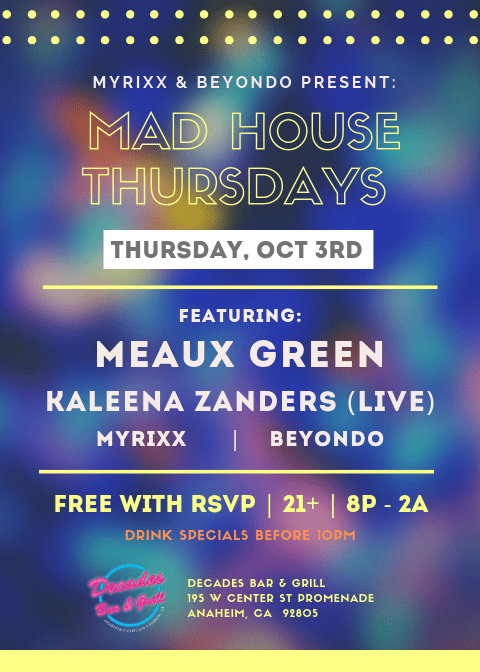 MYRIXX & BEYONDO PRESENT:
MAD HOUSE
THURSDAYS
THURSDAY, OCT 3RD
FEATURING:
MEAUX GREEN
KALEENA ZANDERS (LIVE)
MYRIXX | BEYONDO
FREE WITH RSVP | 21+ | 8P - 2A
DRINK SPECIALS BEFORE 10PM
Decades
Bar & Grill
DECADES BAR & GRILL
195 W CENTER ST PROMENADE
ANAHEIM, CA 92805